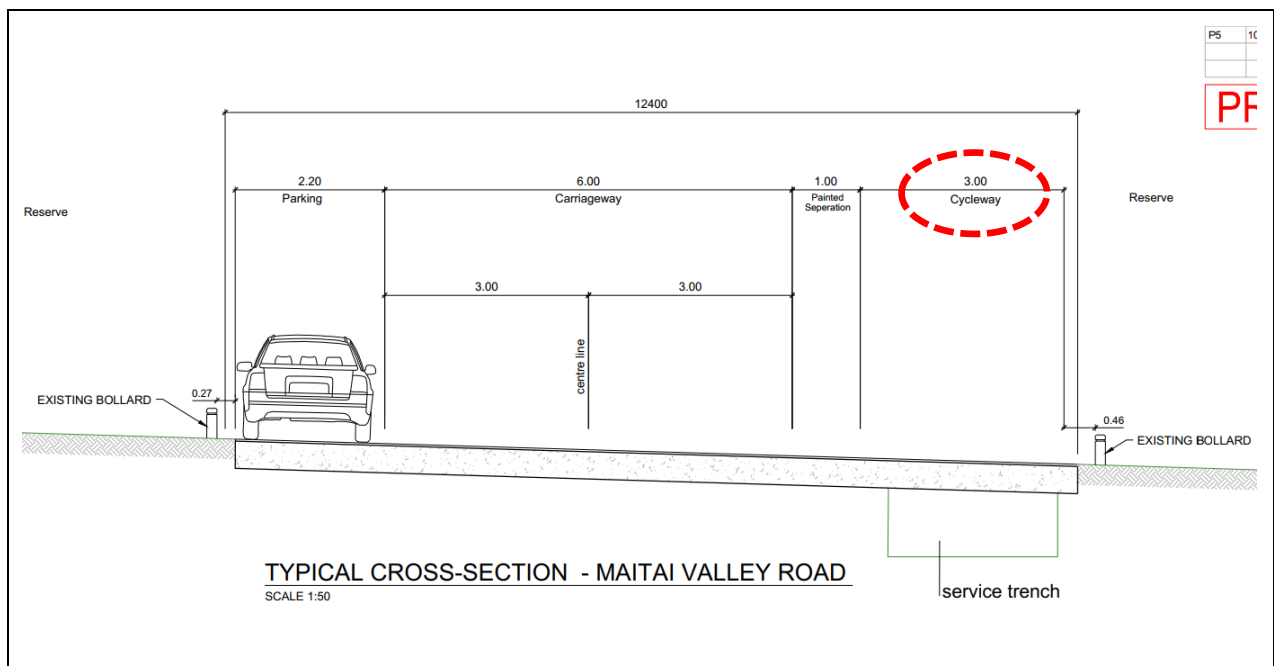 P5 10
PR
12400
2.20
Parking
6.00
Carriageway
1.00
Painted
Seperation
3.00
Cycleway
Reserve
Reserve
3.00
3.00
centre line
0.27
EXISTING BOLLARD
0.46
EXISTING BOLLARD
TYPICAL CROSS-SECTION - MAITAI VALLEY ROAD
SCALE 1:50
service trench